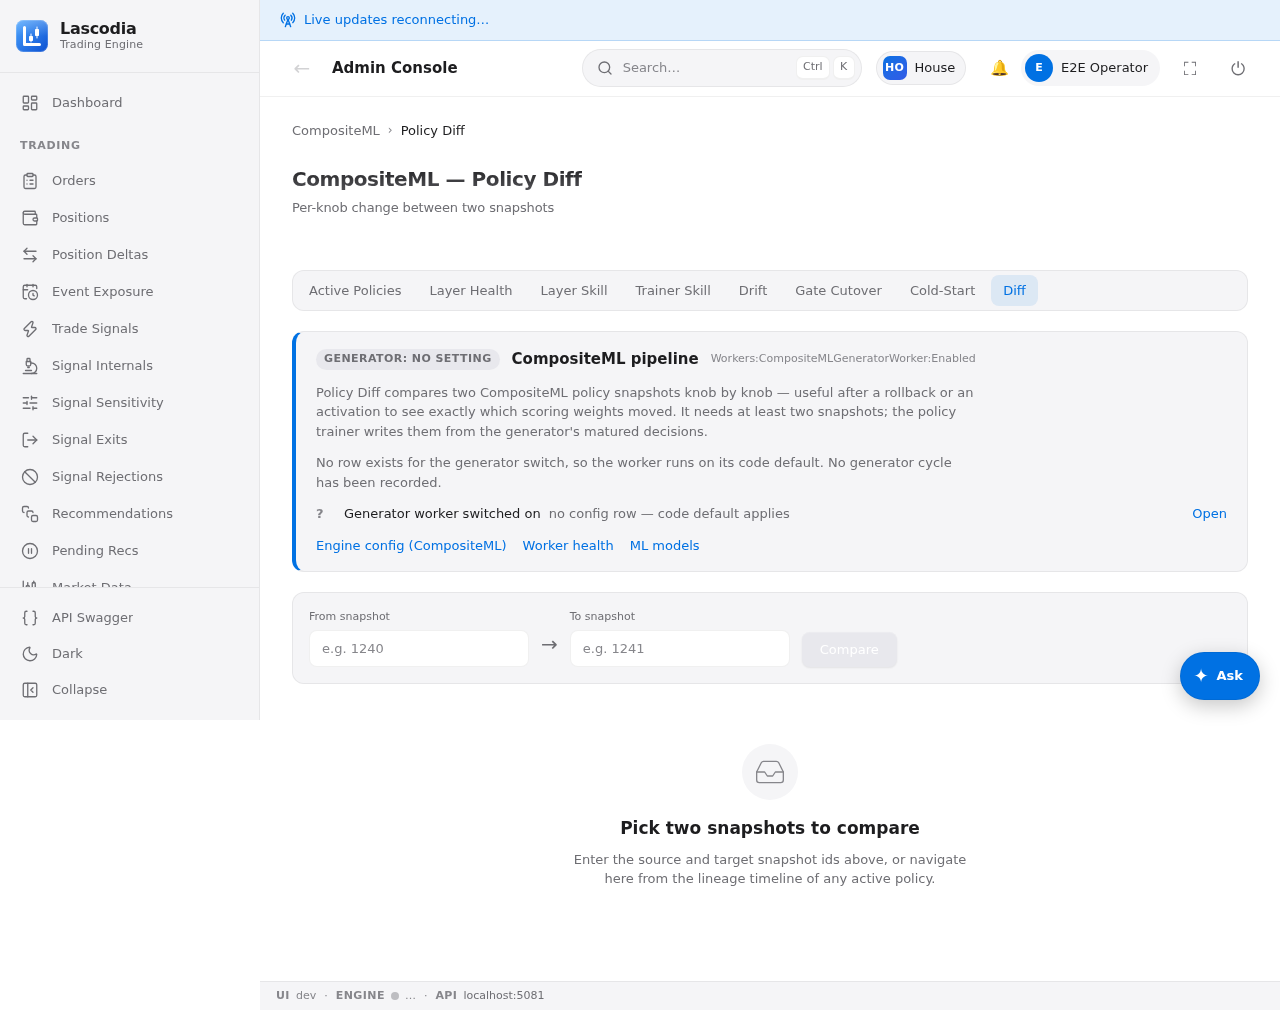 Lascodia
Trading Engine
Dashboard
TRADING
Orders
Positions
Position Deltas
Event Exposure
Trade Signals
Signal Internals
Signal Sensitivity
Signal Exits
Signal Rejections
Recommendations
Pending Recs
Market Data
API Swagger
Dark
Collapse
Live updates reconnecting…
← Admin Console
Search... Ctrl K
HO House
🔔
E E2E Operator
CompositeML › Policy Diff
CompositeML — Policy Diff
Per-knob change between two snapshots
Active Policies Layer Health Layer Skill Trainer Skill Drift Gate Cutover Cold-Start Diff
GENERATOR: NO SETTING CompositeML pipeline Workers:CompositeMLGeneratorWorker:Enabled
Policy Diff compares two CompositeML policy snapshots knob by knob — useful after a rollback or an
activation to see exactly which scoring weights moved. It needs at least two snapshots; the policy
trainer writes them from the generator's matured decisions.
No row exists for the generator switch, so the worker runs on its code default. No generator cycle
has been recorded.
? Generator worker switched on no config row — code default applies Open
Engine config (CompositeML) Worker health ML models
From snapshot To snapshot
e.g. 1240 → e.g. 1241 Compare
✦ Ask
Pick two snapshots to compare
Enter the source and target snapshot ids above, or navigate
here from the lineage timeline of any active policy.
UI dev · ENGINE ... · API localhost:5081